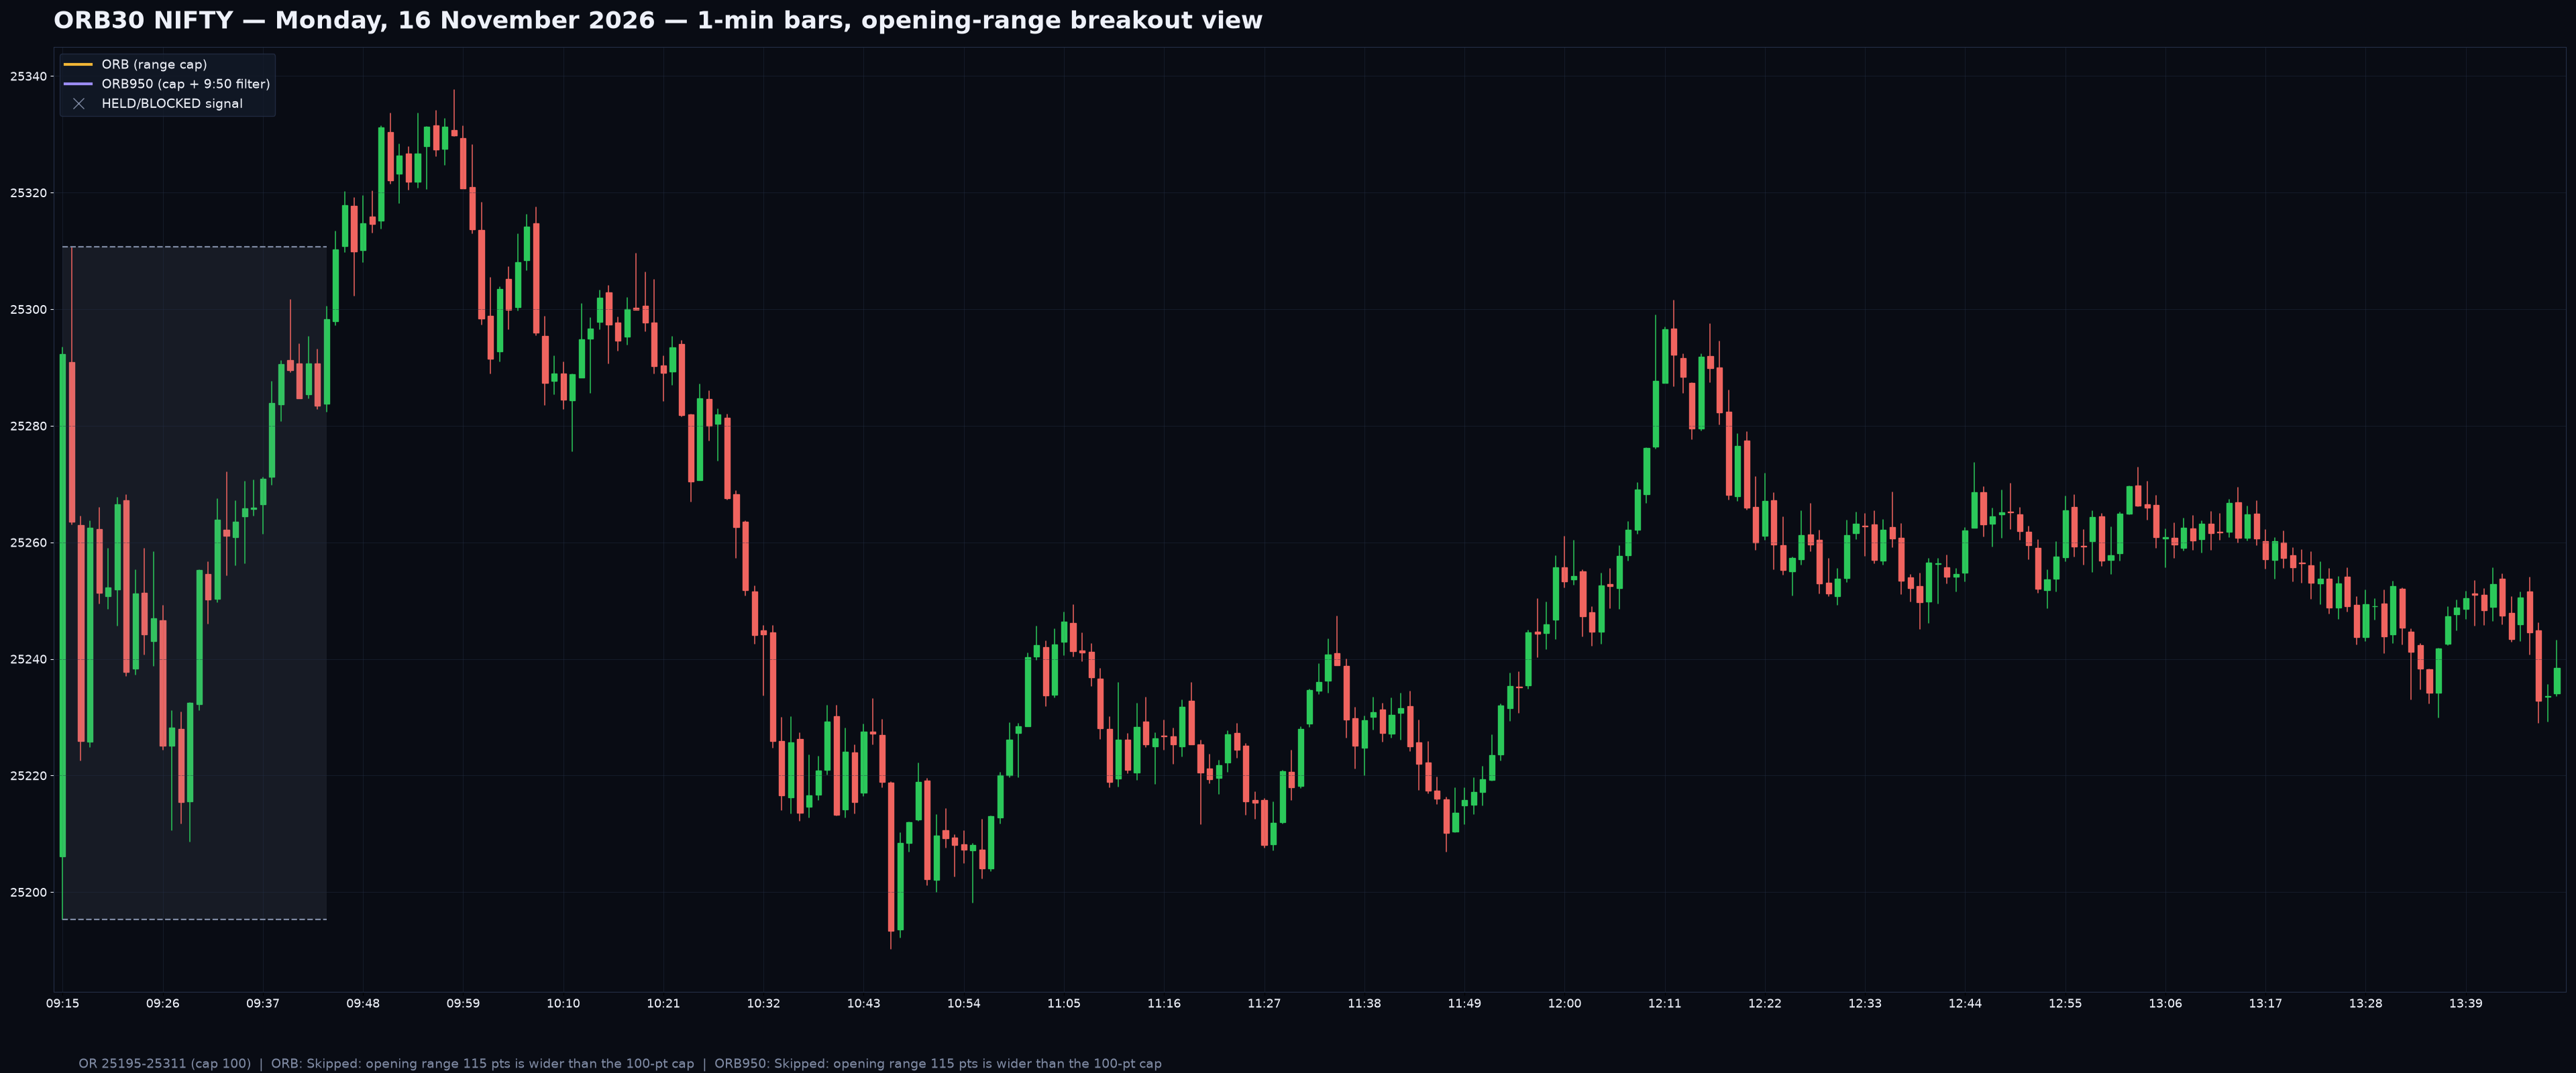 ORB30 NIFTY — Monday, 16 November 2026 — 1-min bars, opening-range breakout view
ORB (range cap)
ORB950 (cap + 9:50 filter)
HELD/BLOCKED signal
25340
25320
25300
25280
25260
25240
25220
25200
09:15 09:26 09:37 09:48 09:59 10:10 10:21 10:32 10:43 10:54 11:05 11:16 11:27 11:38 11:49 12:00 12:11 12:22 12:33 12:44 12:55 13:06 13:17 13:28 13:39
OR 25195-25311 (cap 100) | ORB: Skipped: opening range 115 pts is wider than the 100-pt cap | ORB950: Skipped: opening range 115 pts is wider than the 100-pt cap